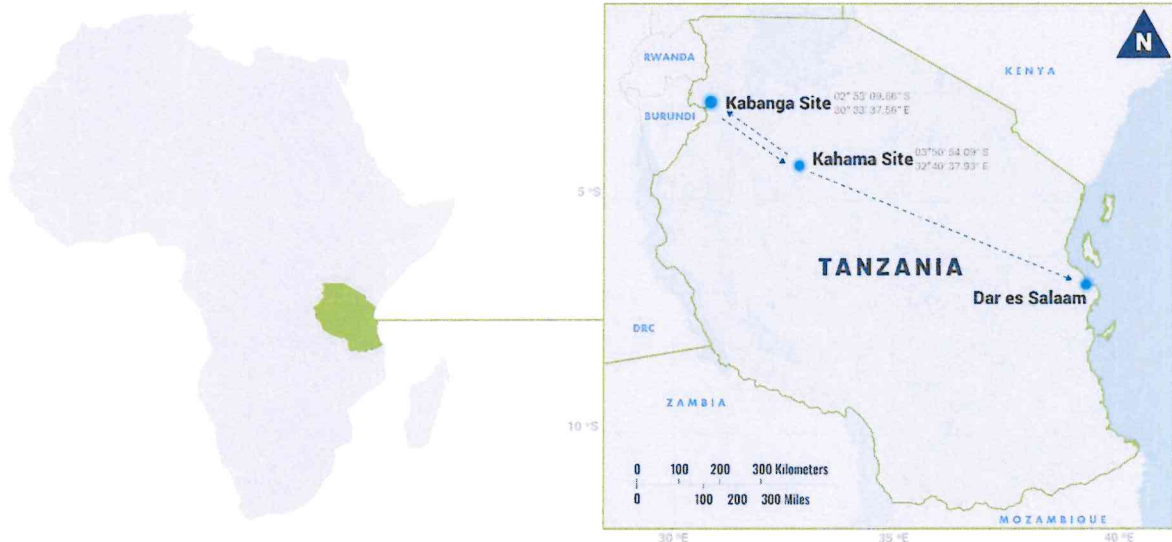 N
RWANDA
KENYA
Kabanga Site
02° 53' 09.66" S
30° 33' 37.56" E
BURUNDI
Kahama Site
03°50' 54.09" S
32°40' 37.93" E
5 °S
TANZANIA
Dar es Salaam
DRC
ZAMBIA
10 °S
0 100 200 300 Kilometers
0 100 200 300 Miles
MOZAMBIQUE
30 °E 35 °E 40 °E